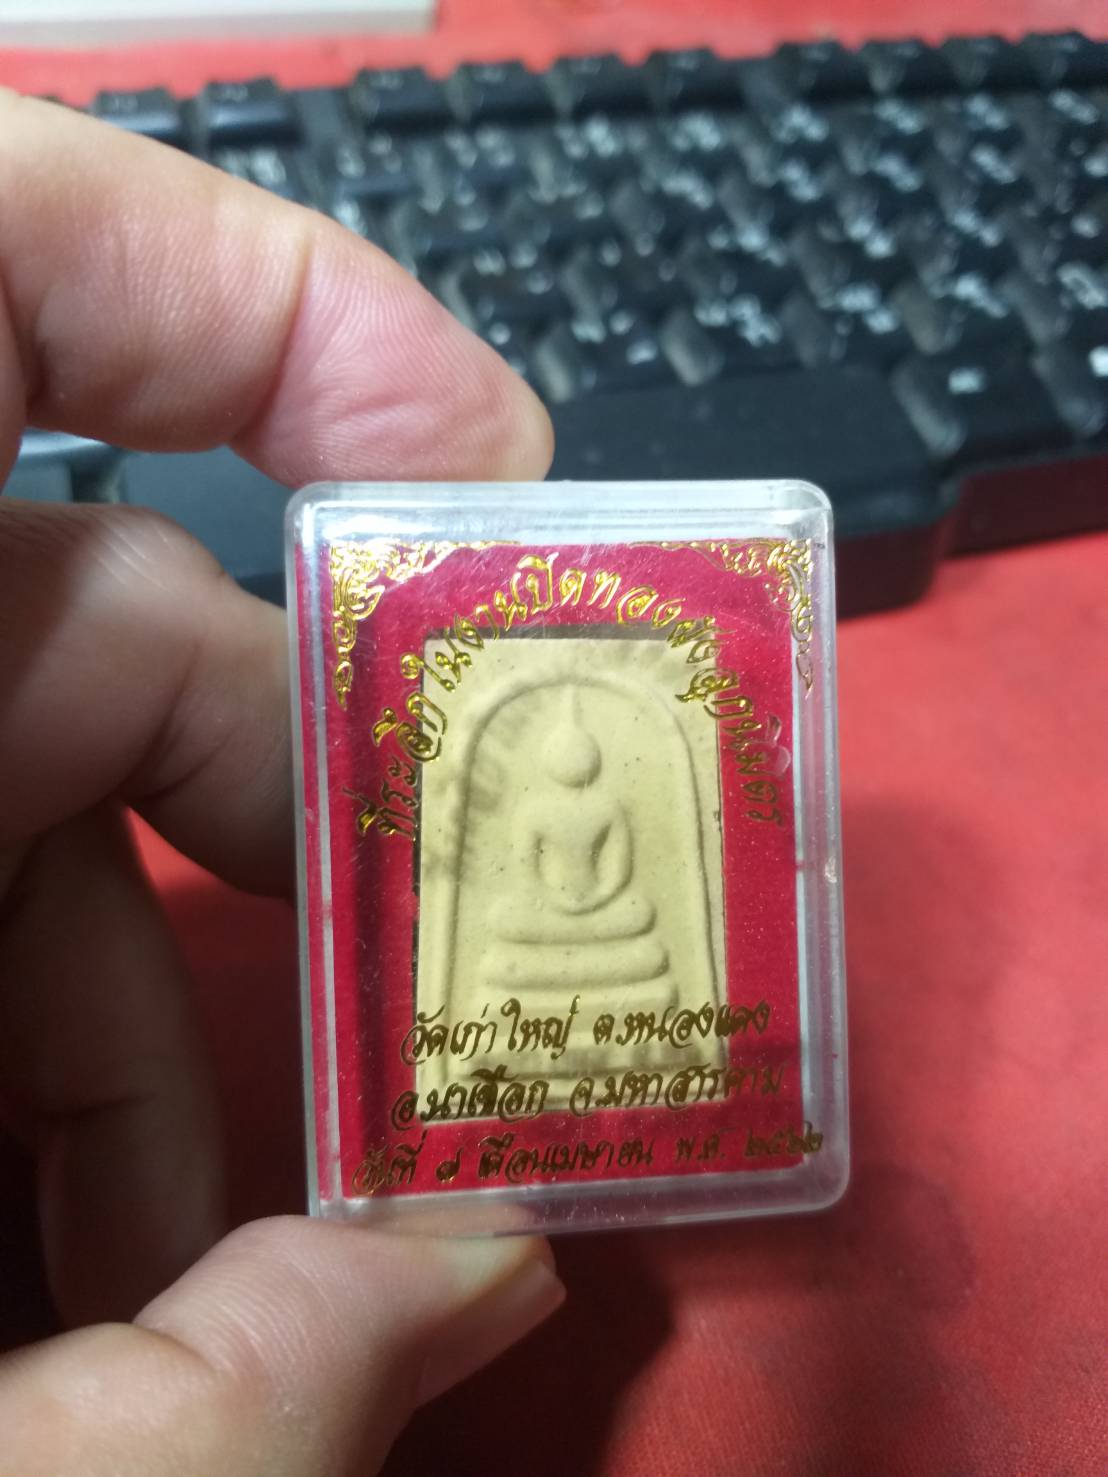 ที่ระลึกในงานปิดทองฝังลูกนิมิตร
วัดเก่าใหญ่ ต.หนองแดง
อ.นาเชือก จ.มหาสารคาม
วันที่ ๗ เดือนเมษายน พ.ศ. ๒๕๖๒